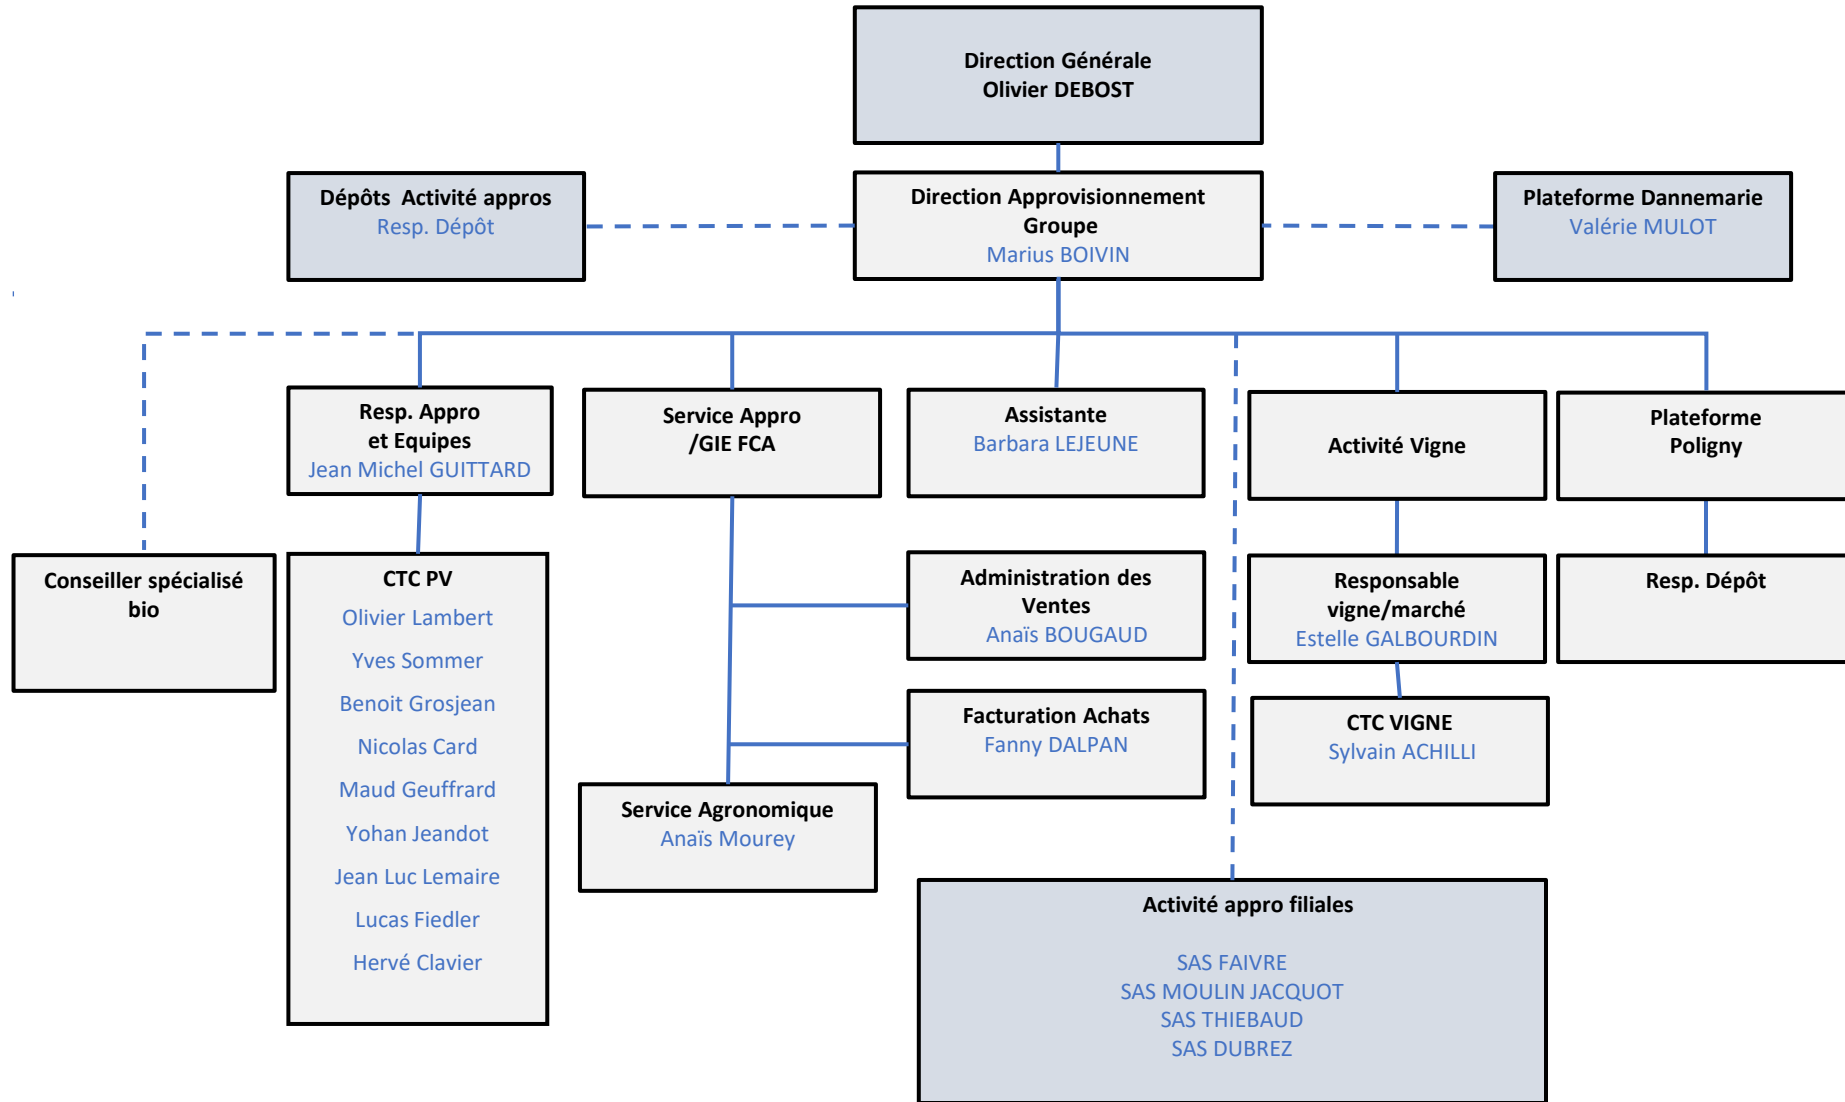 Direction Générale
Olivier DEBOST
Dépôts Activité appros
Resp. Dépôt
Direction Approvisionnement
Groupe
Marius BOIVIN
Plateforme Dannemarie
Valérie MULOT
Resp. Appro
et Equipes
Jean Michel GUITTARD
Service Appro
/GIE FCA
Assistante
Barbara LEJEUNE
Activité Vigne
Plateforme
Poligny
Conseiller spécialisé
bio
CTC PV
Olivier Lambert
Yves Sommer
Benoit Grosjean
Nicolas Card
Maud Geuffrard
Yohan Jeandot
Jean Luc Lemaire
Lucas Fiedler
Hervé Clavier
Administration des
Ventes
Anaïs BOUGAUD
Responsable
vigne/marché
Estelle GALBOURDIN
Resp. Dépôt
Facturation Achats
Fanny DALPAN
CTC VIGNE
Sylvain ACHILLI
Service Agronomique
Anaïs Mourey
Activité appro filiales
SAS FAIVRE
SAS MOULIN JACQUOT
SAS THIEBAUD
SAS DUBREZ